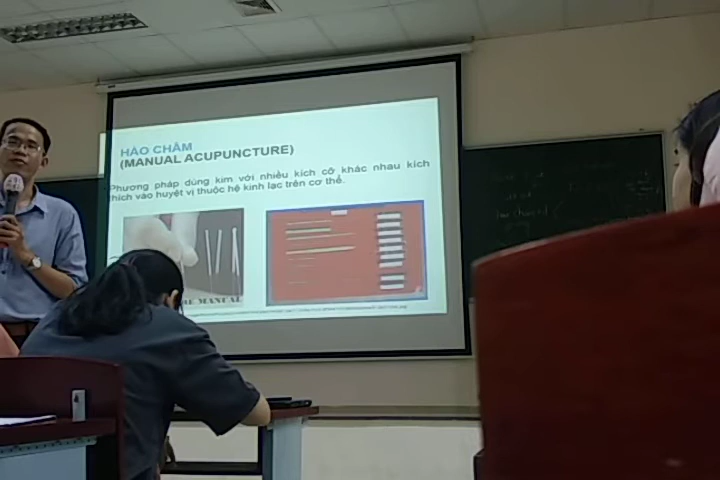 HÀO CHÂM
(MANUAL ACUPUNCTURE)
Phương pháp dùng kim với nhiều kích cỡ khác nhau kích
thích vào huyệt vị thuộc hệ kinh lạc trên cơ thể.
MANUAL